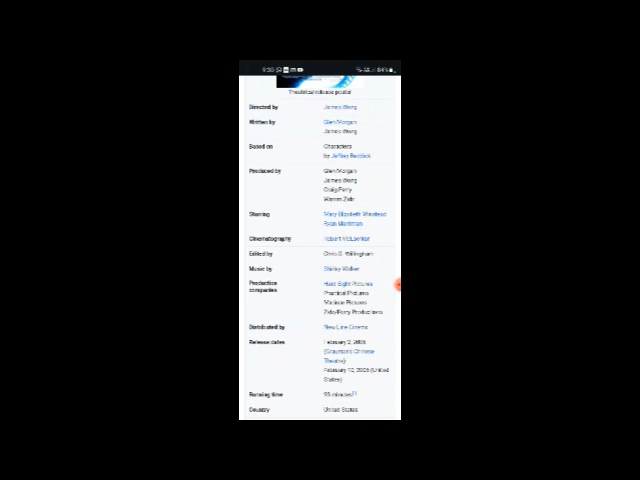 9:30
84%
Theatrical release poster
Directed by James Wong
Written by Glen Morgan
James Wong
Based on Characters
by Jeffrey Reddick
Produced by Glen Morgan
James Wong
Craig Perry
Warren Zide
Starring Mary Elizabeth Winstead
Ryan Merriman
Cinematography Robert McLachlan
Edited by Chris G. Willingham
Music by Shirley Walker
Production Hard Eight Pictures
companies Practical Pictures
Matinee Pictures
Zide/Perry Productions
Distributed by New Line Cinema
Release dates February 2, 2006
(Grauman's Chinese
Theatre)
February 10, 2006 (United
States)
Running time 93 minutes[1]
Country United States